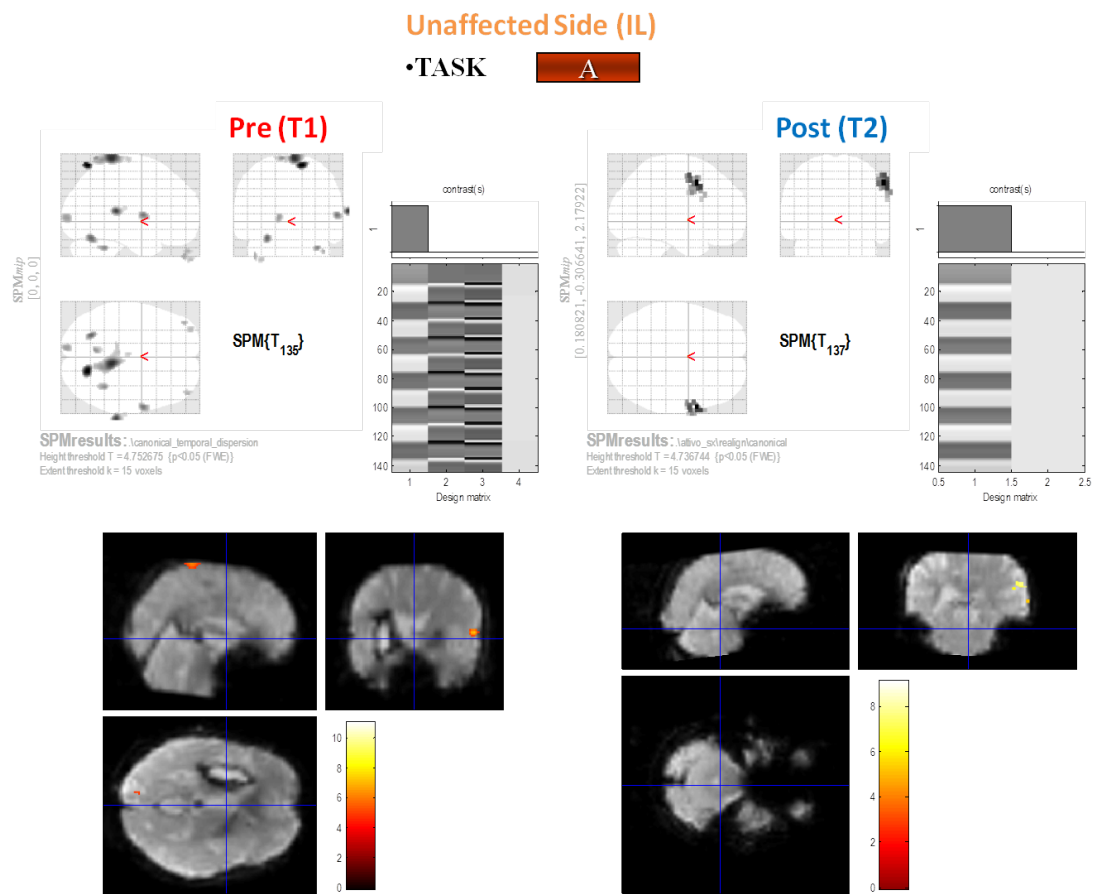 Unaffected Side (IL)
•TASK A
Pre (T1)
SPMmip
[0, 0, 0]
<
<
<
SPM{T135}
SPMresults: .\canonical_temporal_dispersion
Height threshold T = 4.752675 {p<0.05 (FWE)}
Extent threshold k = 15 voxels
contrast(s)
1
20
40
60
80
100
120
140
1 2 3 4
Design matrix
Post (T2)
SPMmip
[0.180821, -0.306641, 2.17922]
<
<
<
SPM{T137}
SPMresults: .\ativo_sx\realign\canonical
Height threshold T = 4.736744 {p<0.05 (FWE)}
Extent threshold k = 15 voxels
contrast(s)
1
20
40
60
80
100
120
140
0.5 1 1.5 2 2.5
Design matrix
10
8
6
4
2
0
8
6
4
2
0